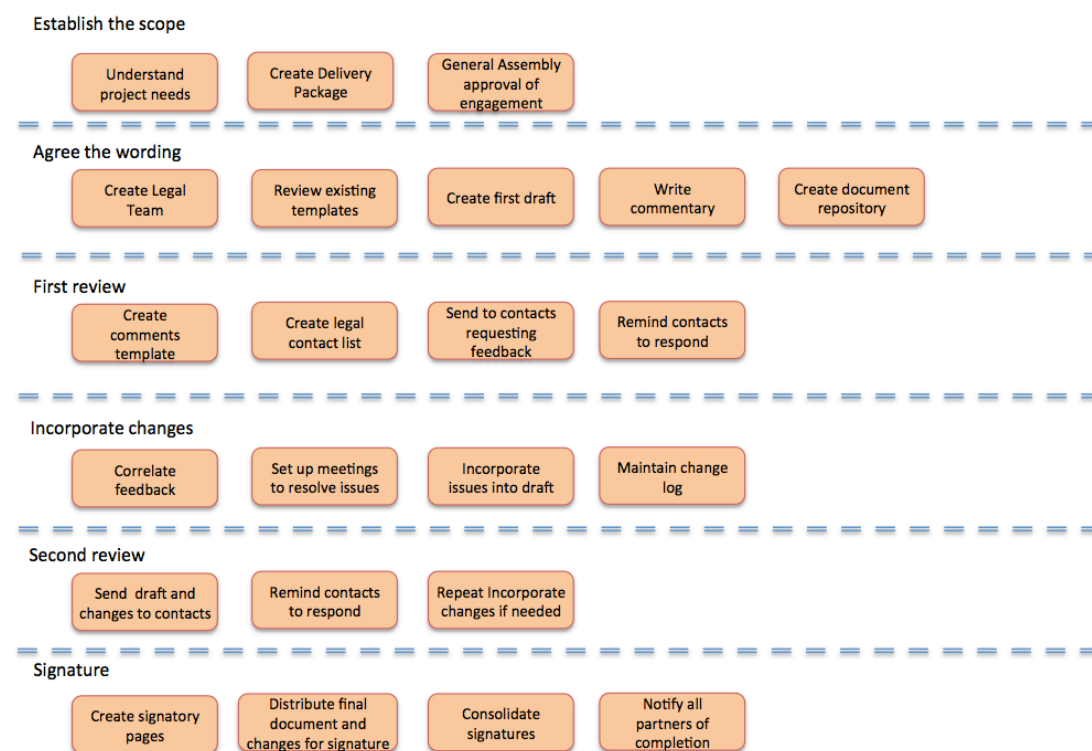 Establish the scope
Understand
project needs
Create Delivery
Package
General Assembly
approval of
engagement
Agree the wording
Create Legal
Team
Review existing
templates
Create first draft
Write
commentary
Create document
repository
First review
Create
comments
template
Create legal
contact list
Send to contacts
requesting
feedback
Remind contacts
to respond
Incorporate changes
Correlate
feedback
Set up meetings
to resolve issues
Incorporate
issues into draft
Maintain change
log
Second review
Send draft and
changes to contacts
Remind contacts
to respond
Repeat Incorporate
changes if needed
Signature
Create signatory
pages
Distribute final
document and
changes for signature
Consolidate
signatures
Notify all
partners of
completion